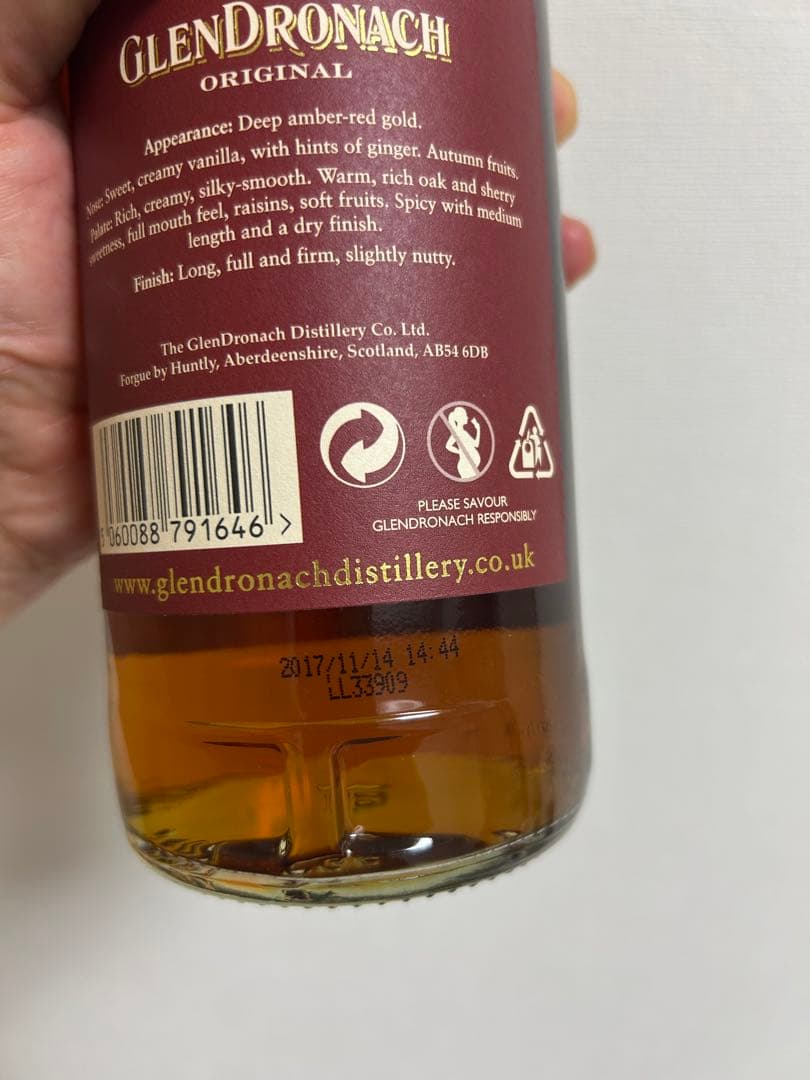 GLENDRONACH
ORIGINAL
Appearance: Deep amber-red gold.
Nose: Sweet, creamy vanilla, with hints of ginger. Autumn fruits.
Palate: Rich, creamy, silky-smooth. Warm, rich oak and sherry
sweetness, full mouth feel, raisins, soft fruits. Spicy with medium
length and a dry finish.
Finish: Long, full and firm, slightly nutty.
The GlenDronach Distillery Co. Ltd.
Forgue by Huntly, Aberdeenshire, Scotland, AB54 6DB
5 060088 791646 >
PLEASE SAVOUR
GLENDRONACH RESPONSIBLY
www.glendronachdistillery.co.uk
2017/11/14 14:44
LL33909